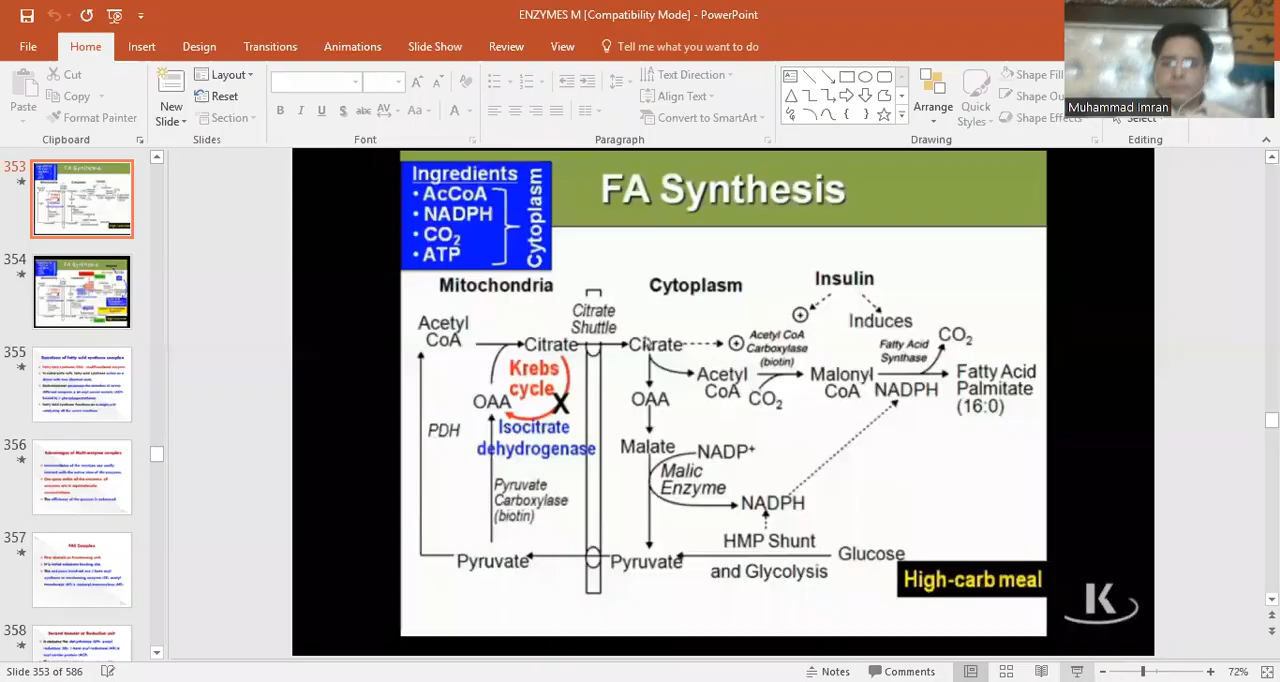 ENZYMES M [Compatibility Mode] - PowerPoint
File Home Insert Design Transitions Animations Slide Show Review View Tell me what you want to do
Cut
Copy
Format Painter
Paste
Clipboard
New
Slide
Layout
Reset
Section
Slides
B I U S abc AV Aa A
Font
Text Direction
Align Text
Convert to SmartArt
Paragraph
Arrange
Quick
Styles
Shape Fill
Shape Ou
Shape Effects
Drawing
Select
Editing
Muhammad Imran
353
354
355
356
357
358
Ingredients
• AcCoA
• NADPH
• CO2
• ATP
Cytoplasm
FA Synthesis
Mitochondria
Cytoplasm
Insulin
Citrate
Shuttle
Induces
Acetyl
CoA
Citrate
Citrate
+
+
Acetyl CoA
Carboxylase
(biotin)
Fatty Acid
Synthase
CO2
Krebs
cycle
X
OAA
OAA
Acetyl
CoA
CO2
Malonyl
CoA
NADPH
Fatty Acid
Palmitate
(16:0)
PDH
Isocitrate
dehydrogenase
Malate
NADP+
Malic
Enzyme
NADPH
Pyruvate
Carboxylase
(biotin)
Pyruvate
Pyruvate
HMP Shunt
and Glycolysis
Glucose
High-carb meal
K
Slide 353 of 586
Notes
Comments
72%